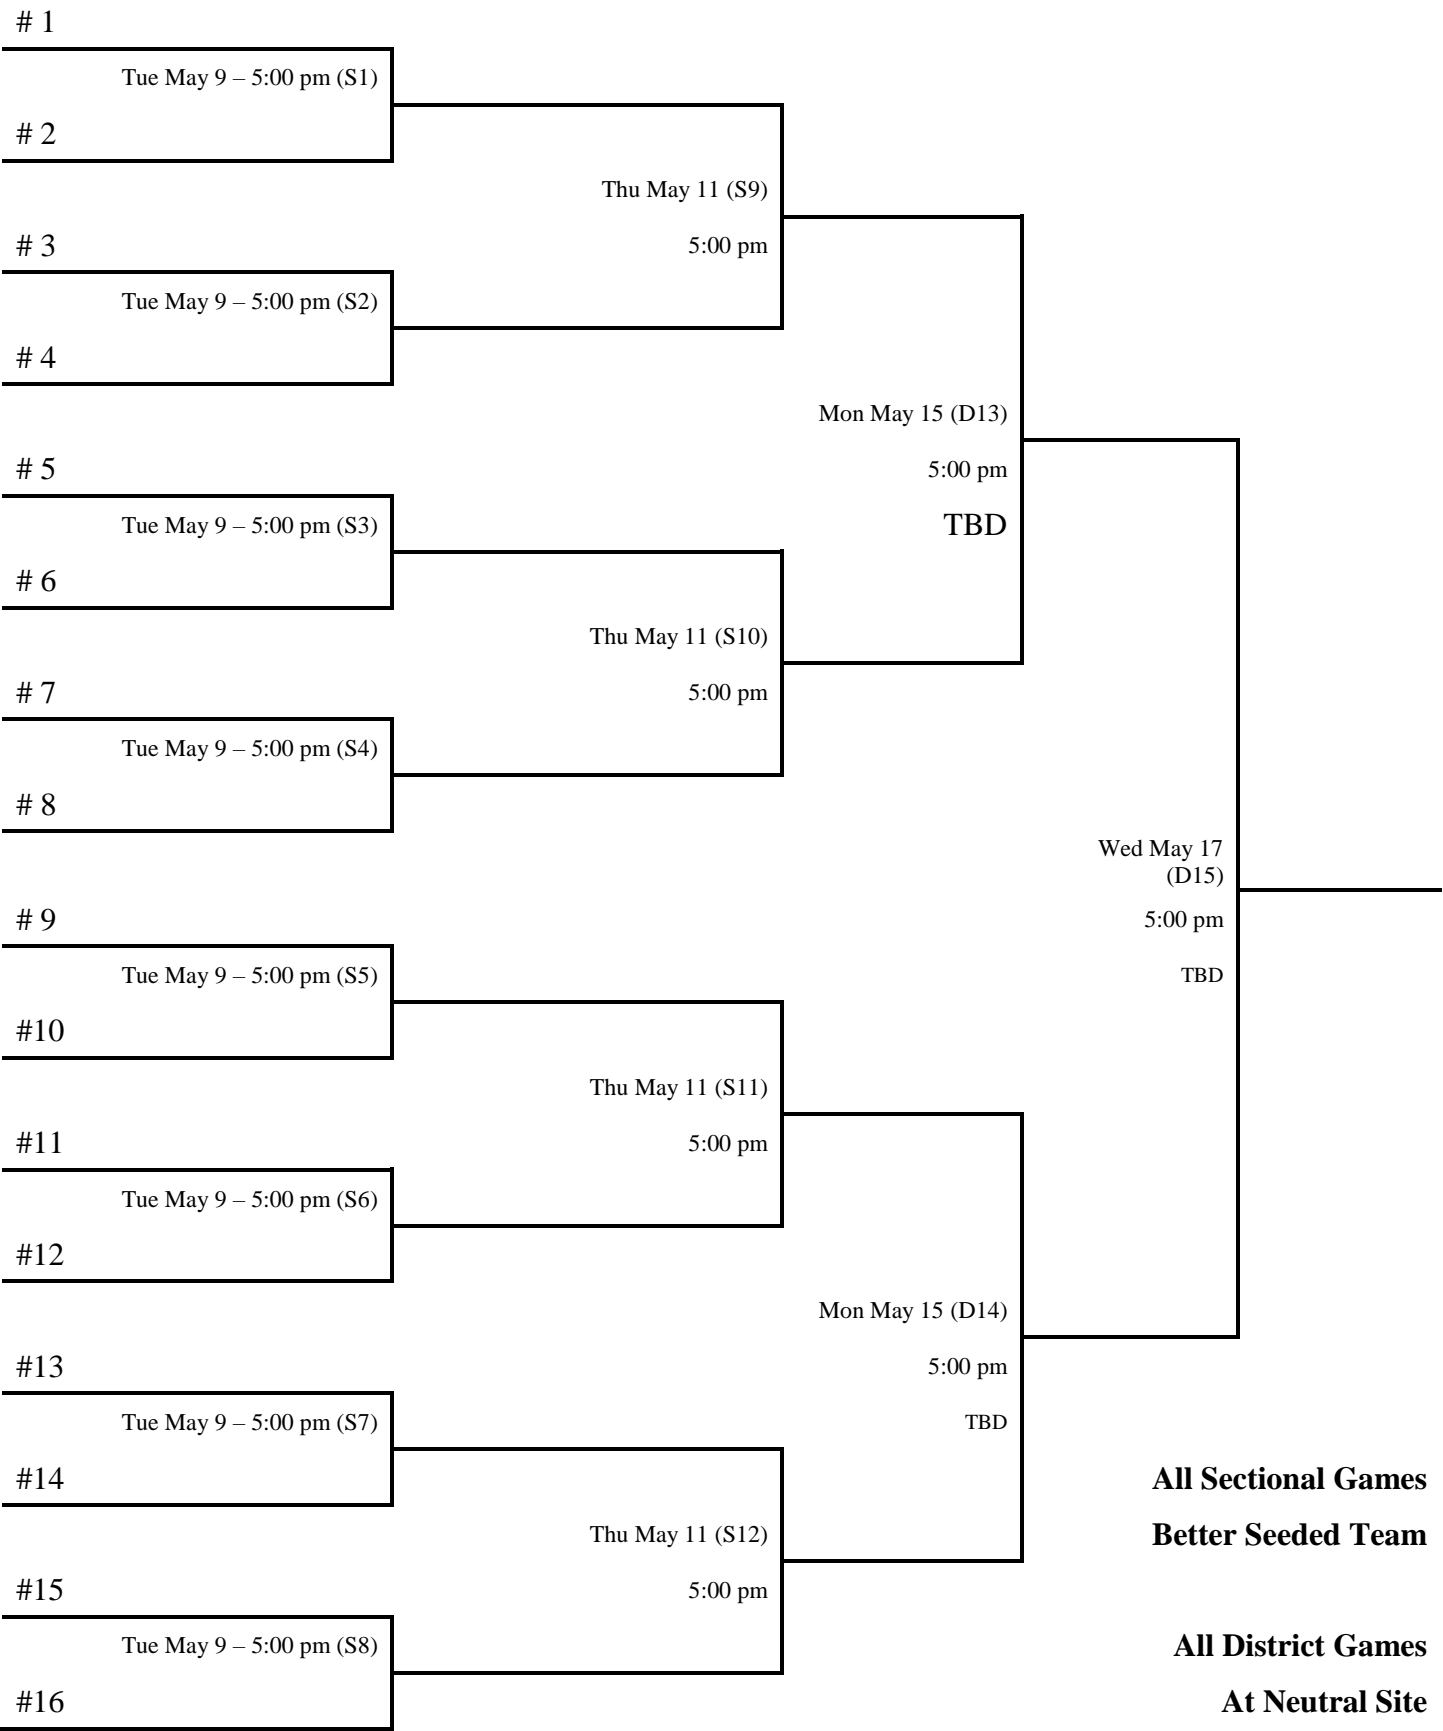 # 1
Tue May 9 – 5:00 pm (S1)
# 2
Thu May 11 (S9)
# 3
5:00 pm
Tue May 9 – 5:00 pm (S2)
# 4
Mon May 15 (D13)
# 5
5:00 pm
Tue May 9 – 5:00 pm (S3)
TBD
# 6
Thu May 11 (S10)
# 7
5:00 pm
Tue May 9 – 5:00 pm (S4)
# 8
Wed May 17
(D15)
# 9
5:00 pm
Tue May 9 – 5:00 pm (S5)
TBD
#10
Thu May 11 (S11)
#11
5:00 pm
Tue May 9 – 5:00 pm (S6)
#12
Mon May 15 (D14)
#13
5:00 pm
Tue May 9 – 5:00 pm (S7)
TBD
#14
All Sectional Games
Thu May 11 (S12)
Better Seeded Team
#15
5:00 pm
Tue May 9 – 5:00 pm (S8)
All District Games
#16
At Neutral Site